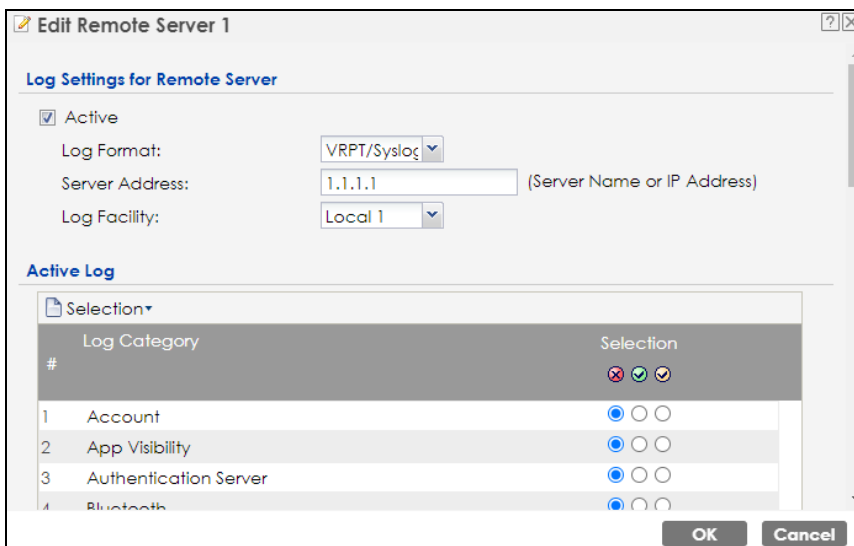 Edit Remote Server 1
?
Log Settings for Remote Server
Active
Log Format: VRPT/Syslog
Server Address: 1.1.1.1 (Server Name or IP Address)
Log Facility: Local 1
Active Log
Selection
# Log Category Selection
1 Account
2 App Visibility
3 Authentication Server
4 Bluetooth
OK Cancel